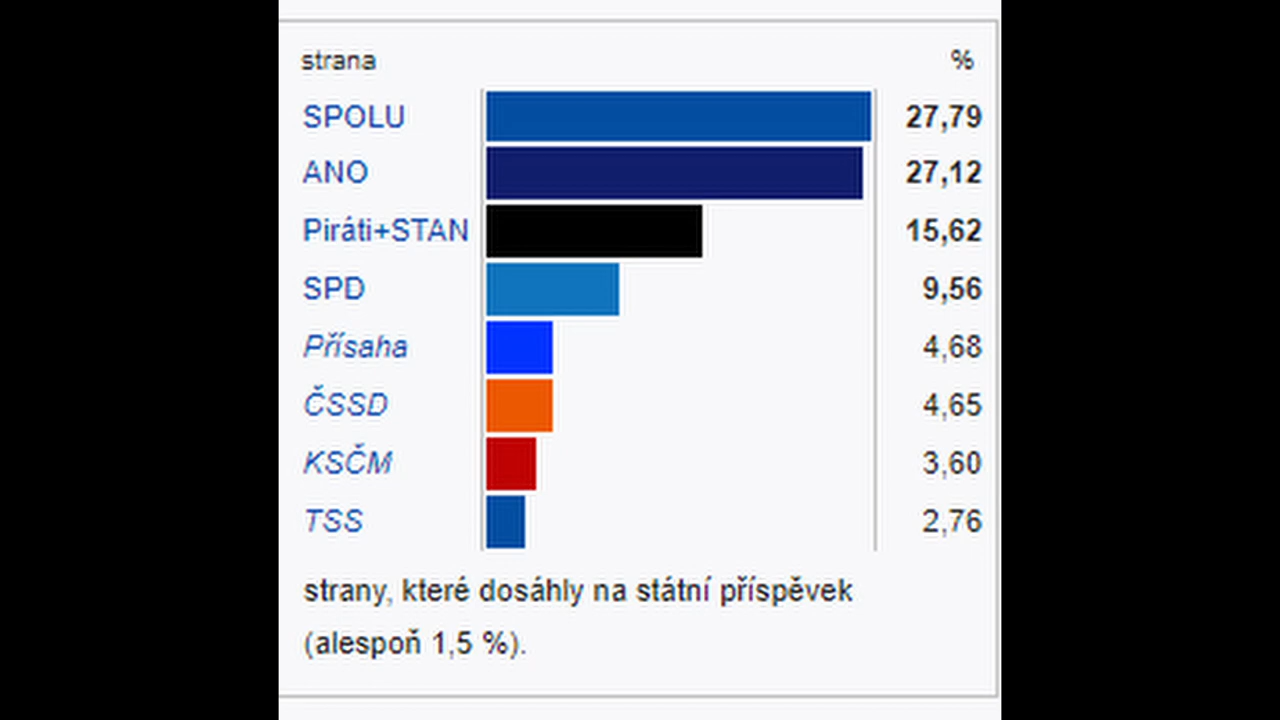 strana %
SPOLU 27,79
ANO 27,12
Piráti+STAN 15,62
SPD 9,56
Přísaha 4,68
ČSSD 4,65
KSČM 3,60
TSS 2,76
strany, které dosáhly na státní příspěvek
(alespoň 1,5 %).